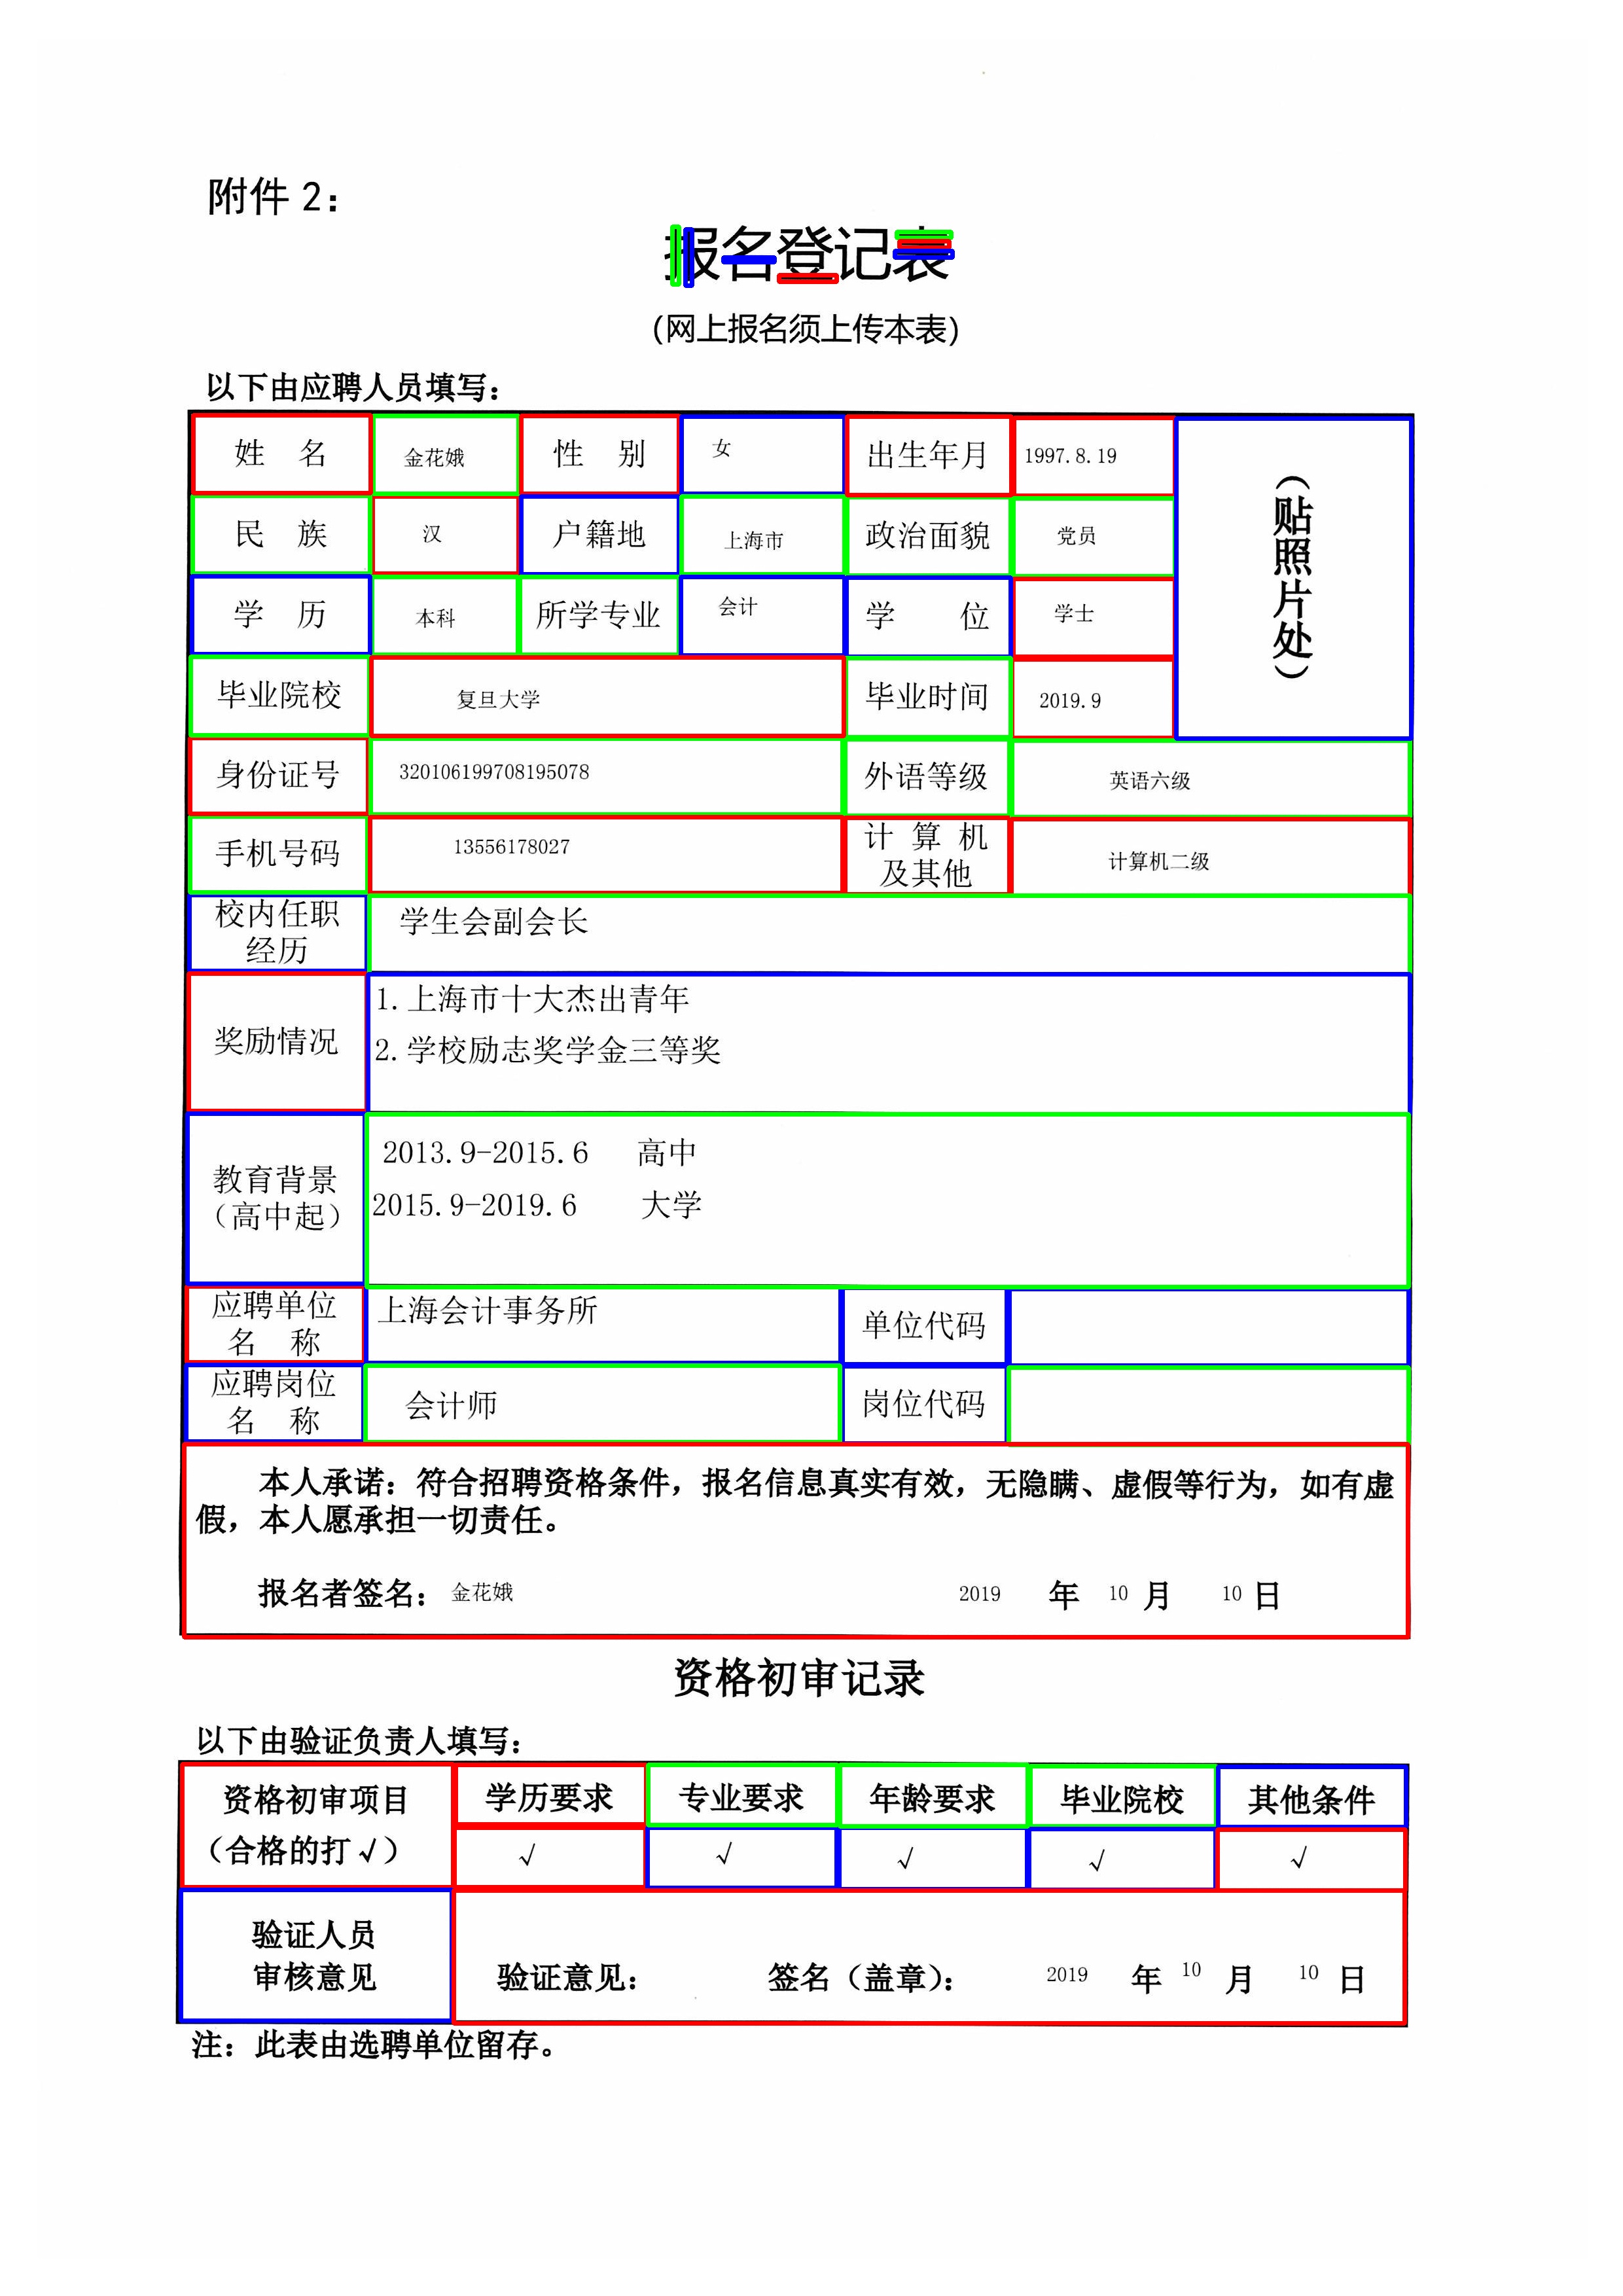 附件 2：
报名登记表
(网上报名须上传本表)
以下由应聘人员填写：
姓 名 金花娥 性 别 女 出生年月 1997.8.19
（贴照片处）
民 族 汉 户籍地 上海市 政治面貌 党员
学 历 本科 所学专业 会计 学 位 学士
毕业院校 复旦大学 毕业时间 2019.9
身份证号 320106199708195078 外语等级 英语六级
手机号码 13556178027 计 算 机
及其他 计算机二级
校内任职
经历 学生会副会长
奖励情况
1.上海市十大杰出青年
2.学校励志奖学金三等奖
教育背景
（高中起）
2013.9-2015.6 高中
2015.9-2019.6 大学
应聘单位
名 称 上海会计事务所 单位代码
应聘岗位
名 称 会计师 岗位代码
本人承诺：符合招聘资格条件，报名信息真实有效，无隐瞒、虚假等行为，如有虚
假，本人愿承担一切责任。
报名者签名：金花娥 2019 年 10 月 10 日
资格初审记录
以下由验证负责人填写：
资格初审项目
（合格的打√）
学历要求 专业要求 年龄要求 毕业院校 其他条件
√ √ √ √ √
验证人员
审核意见
验证意见： 签名（盖章）： 2019 年 10 月 10 日
注：此表由选聘单位留存。